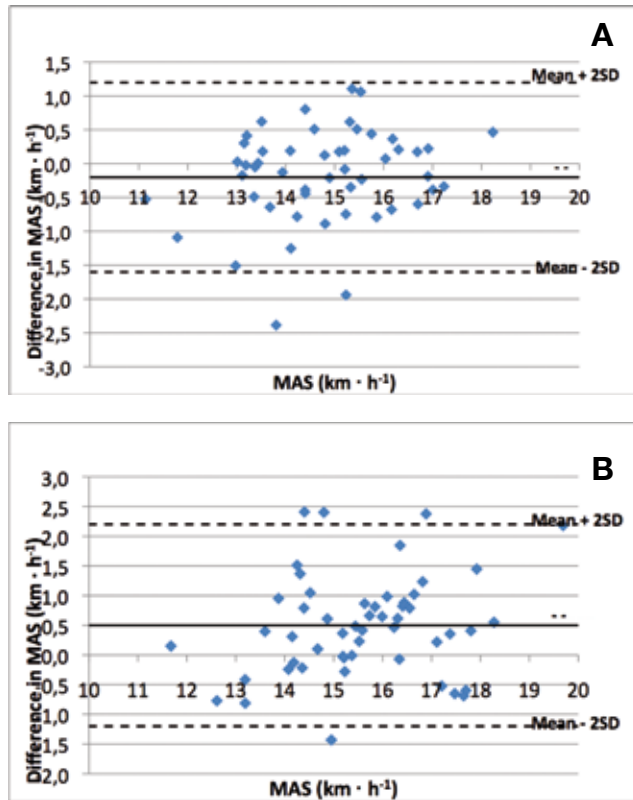 A
1,5
Mean + 2SD
1,0
0,5
0,0
0,5
10 11 12 13 14 15 16 17 18 19 20
1,0
1,5
Mean - 2SD
-2,0
-2,5
-3,0
Difference in MAS (km · h-1)
MAS (km · h-1)
B
3,0
2,5
Mean + 2SD
2,0
1,5
1,0
0,5
0,0
0,5
10 11 12 13 14 15 16 17 18 19 20
1,0
Mean - 2SD
1,5
2,0
Difference in MAS (km · h-1)
MAS (km · h-1)